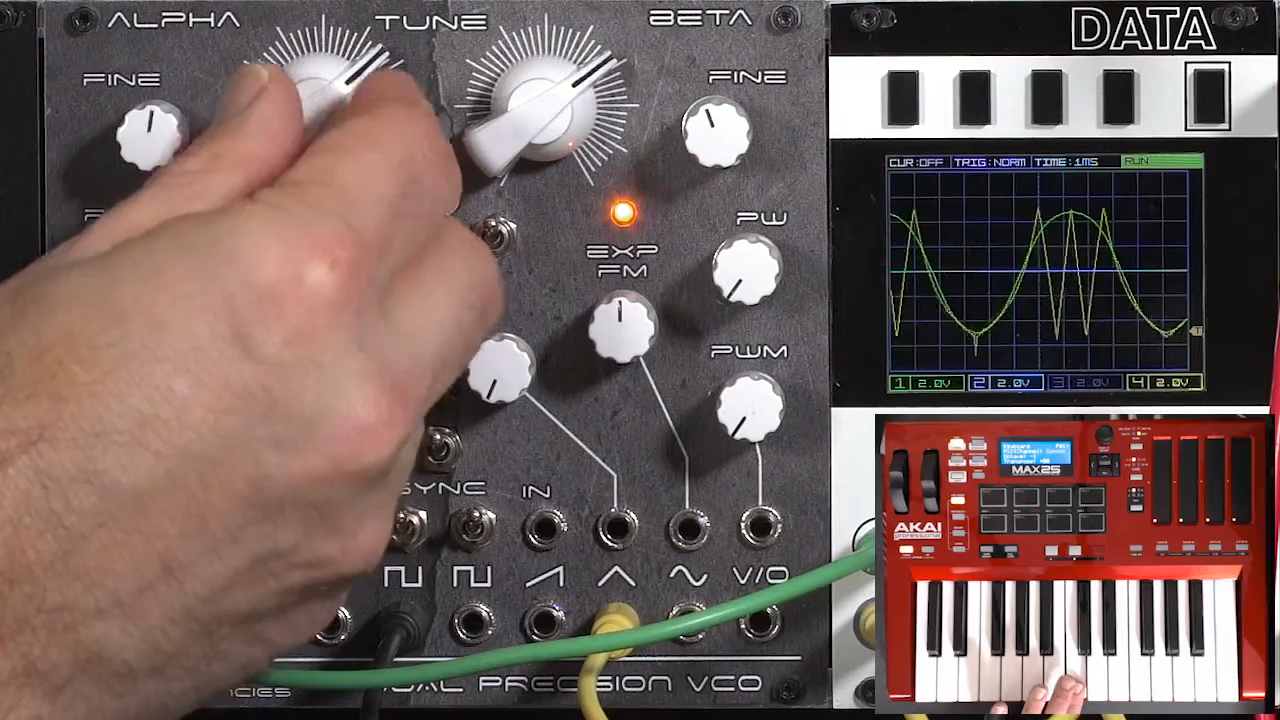 ALPHA
TUNE
BETA
FINE
FINE
PW
EXP
FM
PWM
SYNC
IN
V/O
PRECISION VCO
DATA
CUR:OFF TRIG:NORM TIME:1MS RUN
1 2.0V 2 2.0V 3 2.0V 4 2.0V
MAX25
AKAI
professional